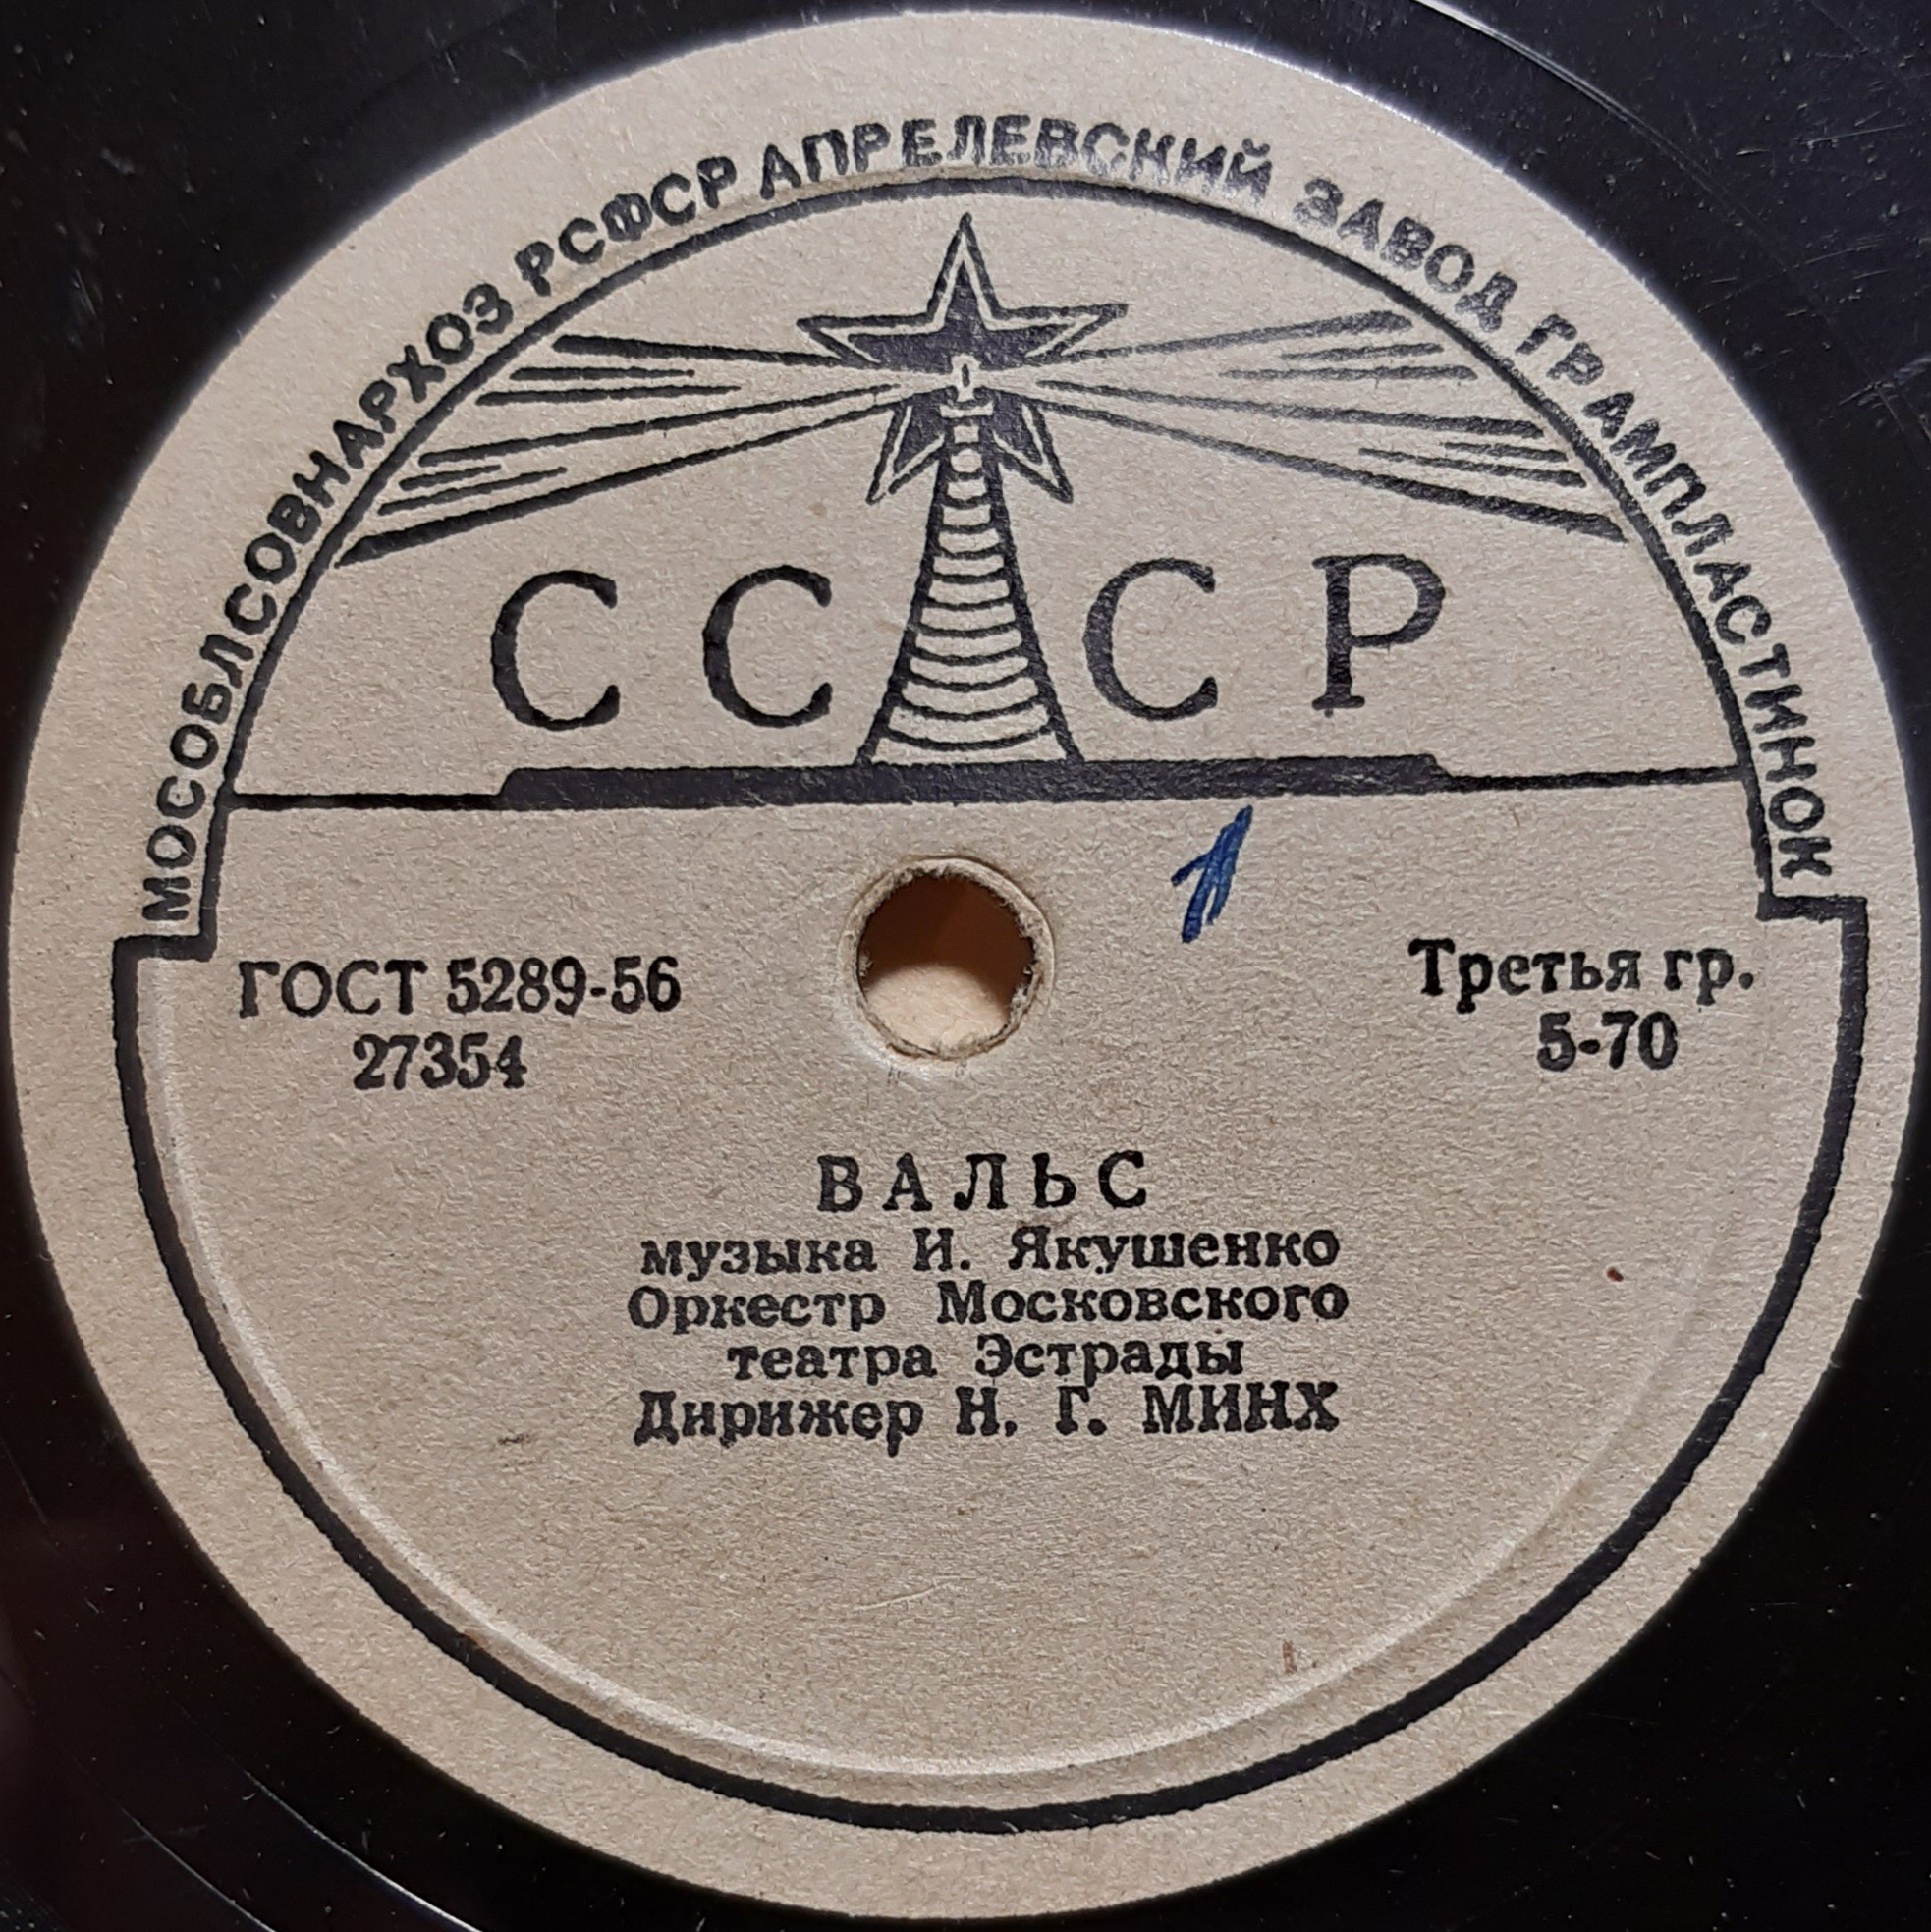 МОСОБЛСОВНАРХОЗ РСФСР АПРЕЛЕВСКИЙ ЗАВОД ГРАМПЛАСТИНОК
СССР
1
ГОСТ 5289-56
27354
Третья гр.
5-70
ВАЛЬС
музыка И. Якушенко
Оркестр Московского
театра Эстрады
Дирижер Н. Г. МИНХ